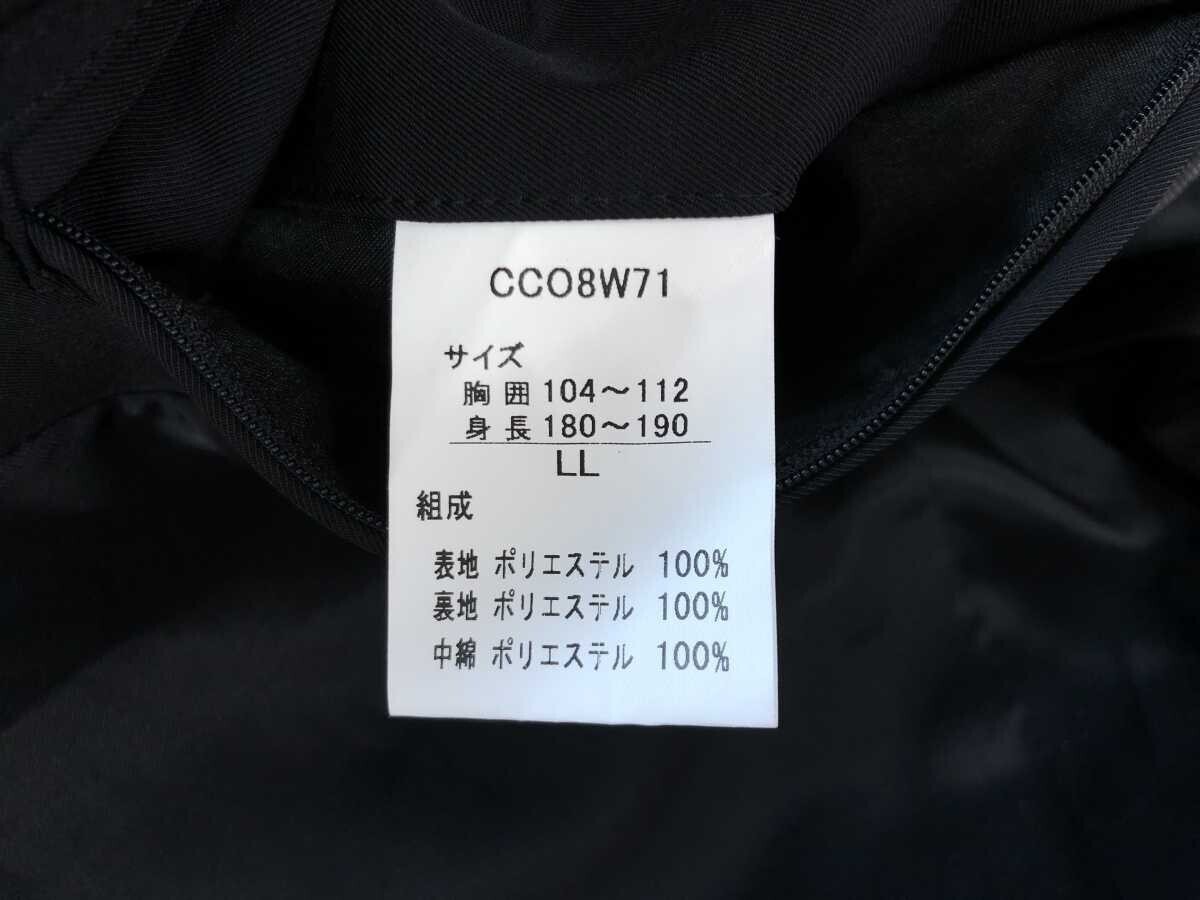 CCO8W71
サイズ
胸囲 104～112
身長 180～190
LL
組成
表地 ポリエステル 100%
裏地 ポリエステル 100%
中綿 ポリエステル 100%